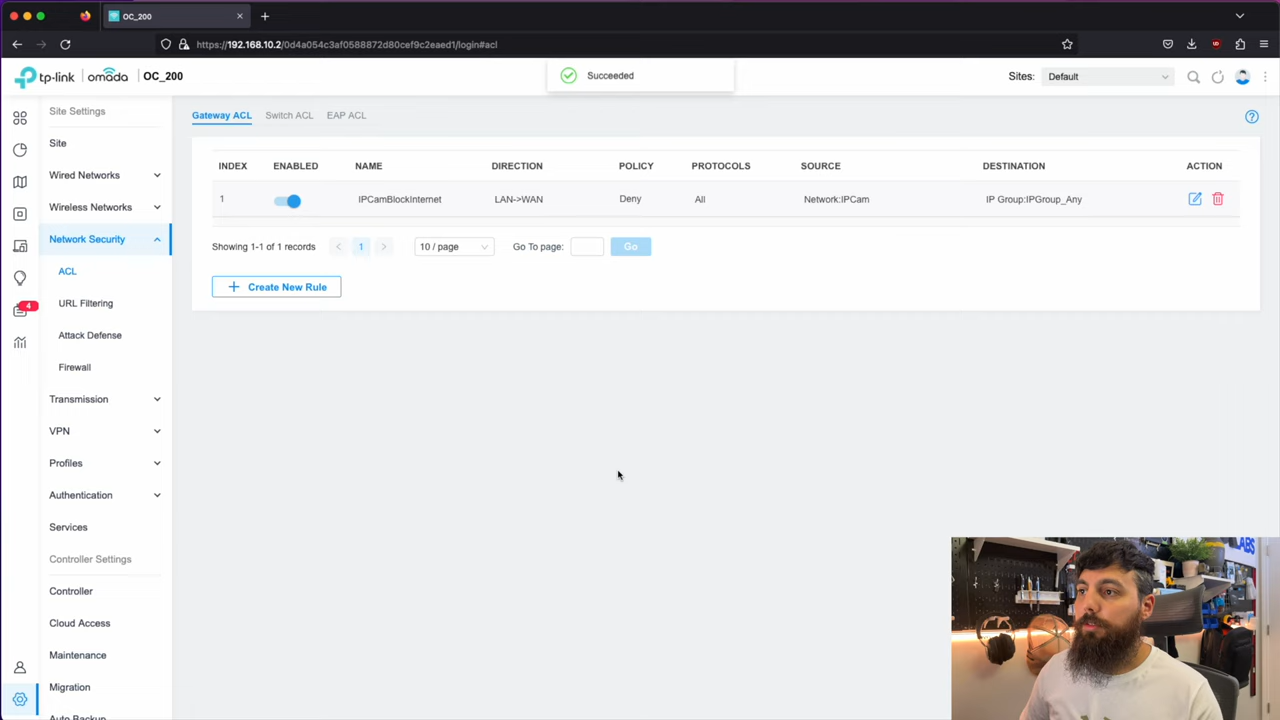 OC_200
https://192.168.10.2/0d4a054c3af0588872d80cef9c2eaed1/login#acl
tp-link omada OC_200
Succeeded
Sites: Default
Site Settings
Site
Wired Networks
Wireless Networks
Network Security
ACL
URL Filtering
Attack Defense
Firewall
Transmission
VPN
Profiles
Authentication
Services
Controller Settings
Controller
Cloud Access
Maintenance
Migration
Auto Backup
4
Gateway ACL Switch ACL EAP ACL
INDEX ENABLED NAME DIRECTION POLICY PROTOCOLS SOURCE DESTINATION ACTION
1 IPCamBlockInternet LAN->WAN Deny All Network:IPCam IP Group:IPGroup_Any
Showing 1-1 of 1 records < 1 > 10 / page Go To page: Go
+ Create New Rule
ABS